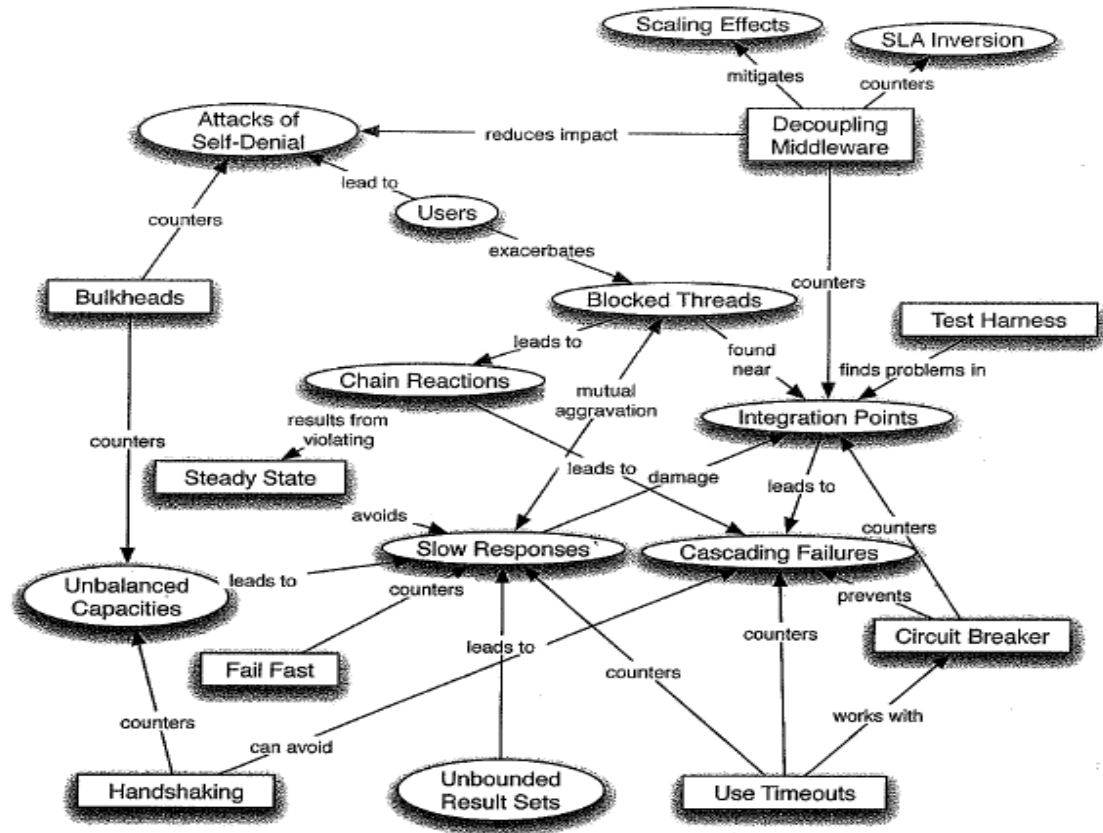 Scaling Effects
SLA Inversion
mitigates
counters
Attacks of
Self-Denial
reduces impact
Decoupling
Middleware
lead to
Users
counters
exacerbates
Bulkheads
counters
Blocked Threads
Test Harness
leads to
found
near
finds problems in
Chain Reactions
mutual
aggravation
Integration Points
results from
violating
counters
Steady State
leads to
damage
leads to
avoids
counters
Slow Responses
Cascading Failures
Unbalanced
Capacities
leads to
counters
prevents
leads to
counters
Circuit Breaker
Fail Fast
counters
counters
works with
can avoid
Handshaking
Unbounded
Result Sets
Use Timeouts